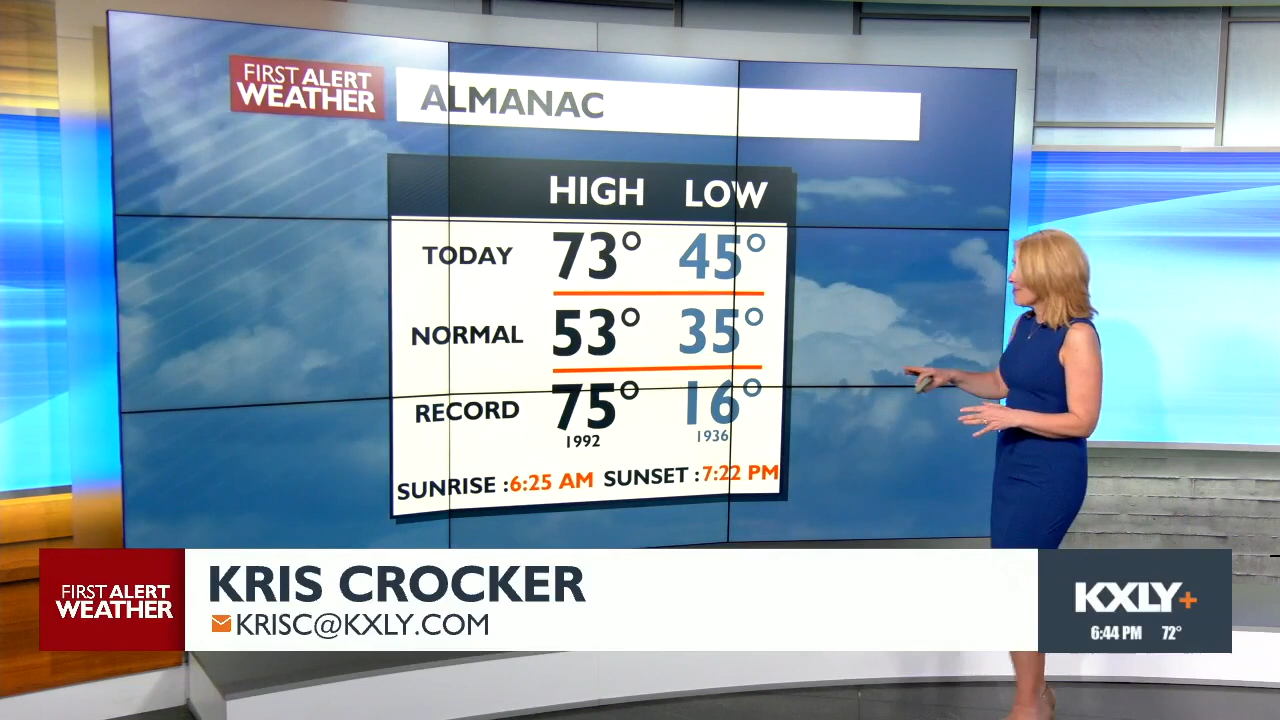 FIRST ALERT
WEATHER
ALMANAC
HIGH LOW
TODAY 73° 45°
NORMAL 53° 35°
RECORD 75° 16°
1992 1936
SUNRISE :6:25 AM SUNSET :7:22 PM
FIRST ALERT
WEATHER
KRIS CROCKER
KRISC@KXLY.COM
KXLY+
6:44 PM 72°